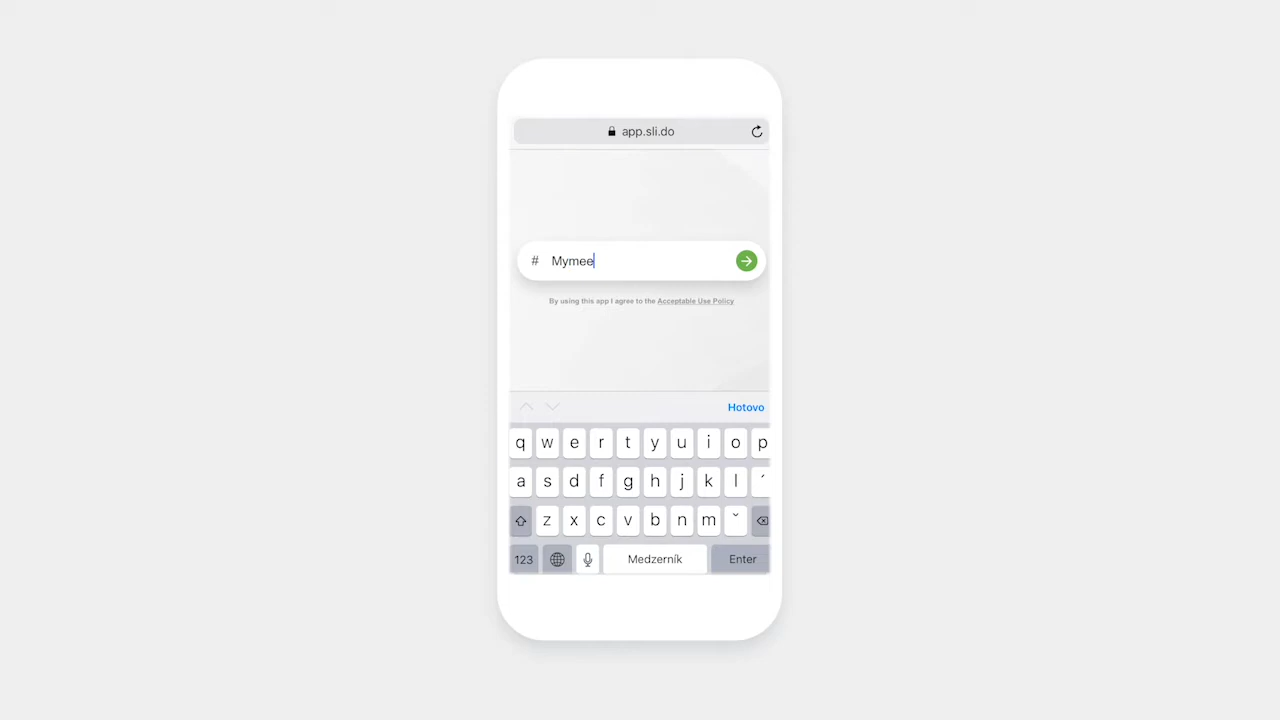 app.sli.do
# Mymee
By using this app I agree to the Acceptable Use Policy
Hotovo
q w e r t y u i o p
a s d f g h j k l ´
z x c v b n m ˇ
123 Medzerník Enter